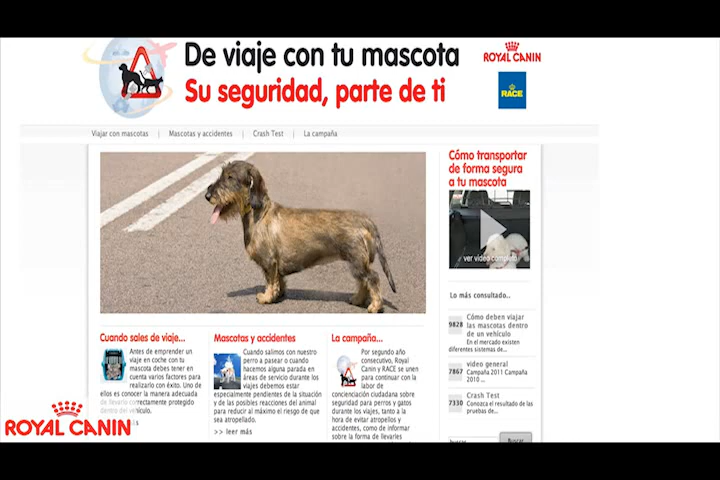 De viaje con tu mascota
Su seguridad, parte de ti
ROYAL CANIN
RACE
Viajar con mascotas | Mascotas y accidentes | Crash Test | La campaña
Cómo transportar
de forma segura
a tu mascota
ver video completo
Lo más consultado..
9828 Cómo deben viajar
las mascotas dentro
de un vehículo
En el mercado existen
diferentes sistemas de...
7867 video general
Campaña 2011 Campaña
2010 ...
7330 Crash Test
Conozca el resultado de las
pruebas de...
Buscar
Cuando sales de viaje...
Antes de emprender un
viaje en coche con tu
mascota debes tener en
cuenta varios factores para
realizarlo con éxito. Uno de
ellos es conocer la manera adecuada
de llevarlo correctamente protegido
dentro del vehículo.
Mascotas y accidentes
Cuando salimos con nuestro
perro a pasear o cuando
hacemos alguna parada en
áreas de servicio durante los
viajes debemos estar
especialmente pendientes de la situación
y de las posibles reacciones del animal
para reducir al máximo el riesgo de que
sea atropellado.
>> leer más
La campaña...
Por segundo año
consecutivo, Royal
Canin y RACE se unen
para continuar con la
labor de
concienciación ciudadana sobre
seguridad para perros y gatos
durante los viajes, tanto a la
hora de evitar atropellos y
accidentes, como de informar
sobre la forma de llevarles
ROYAL CANIN